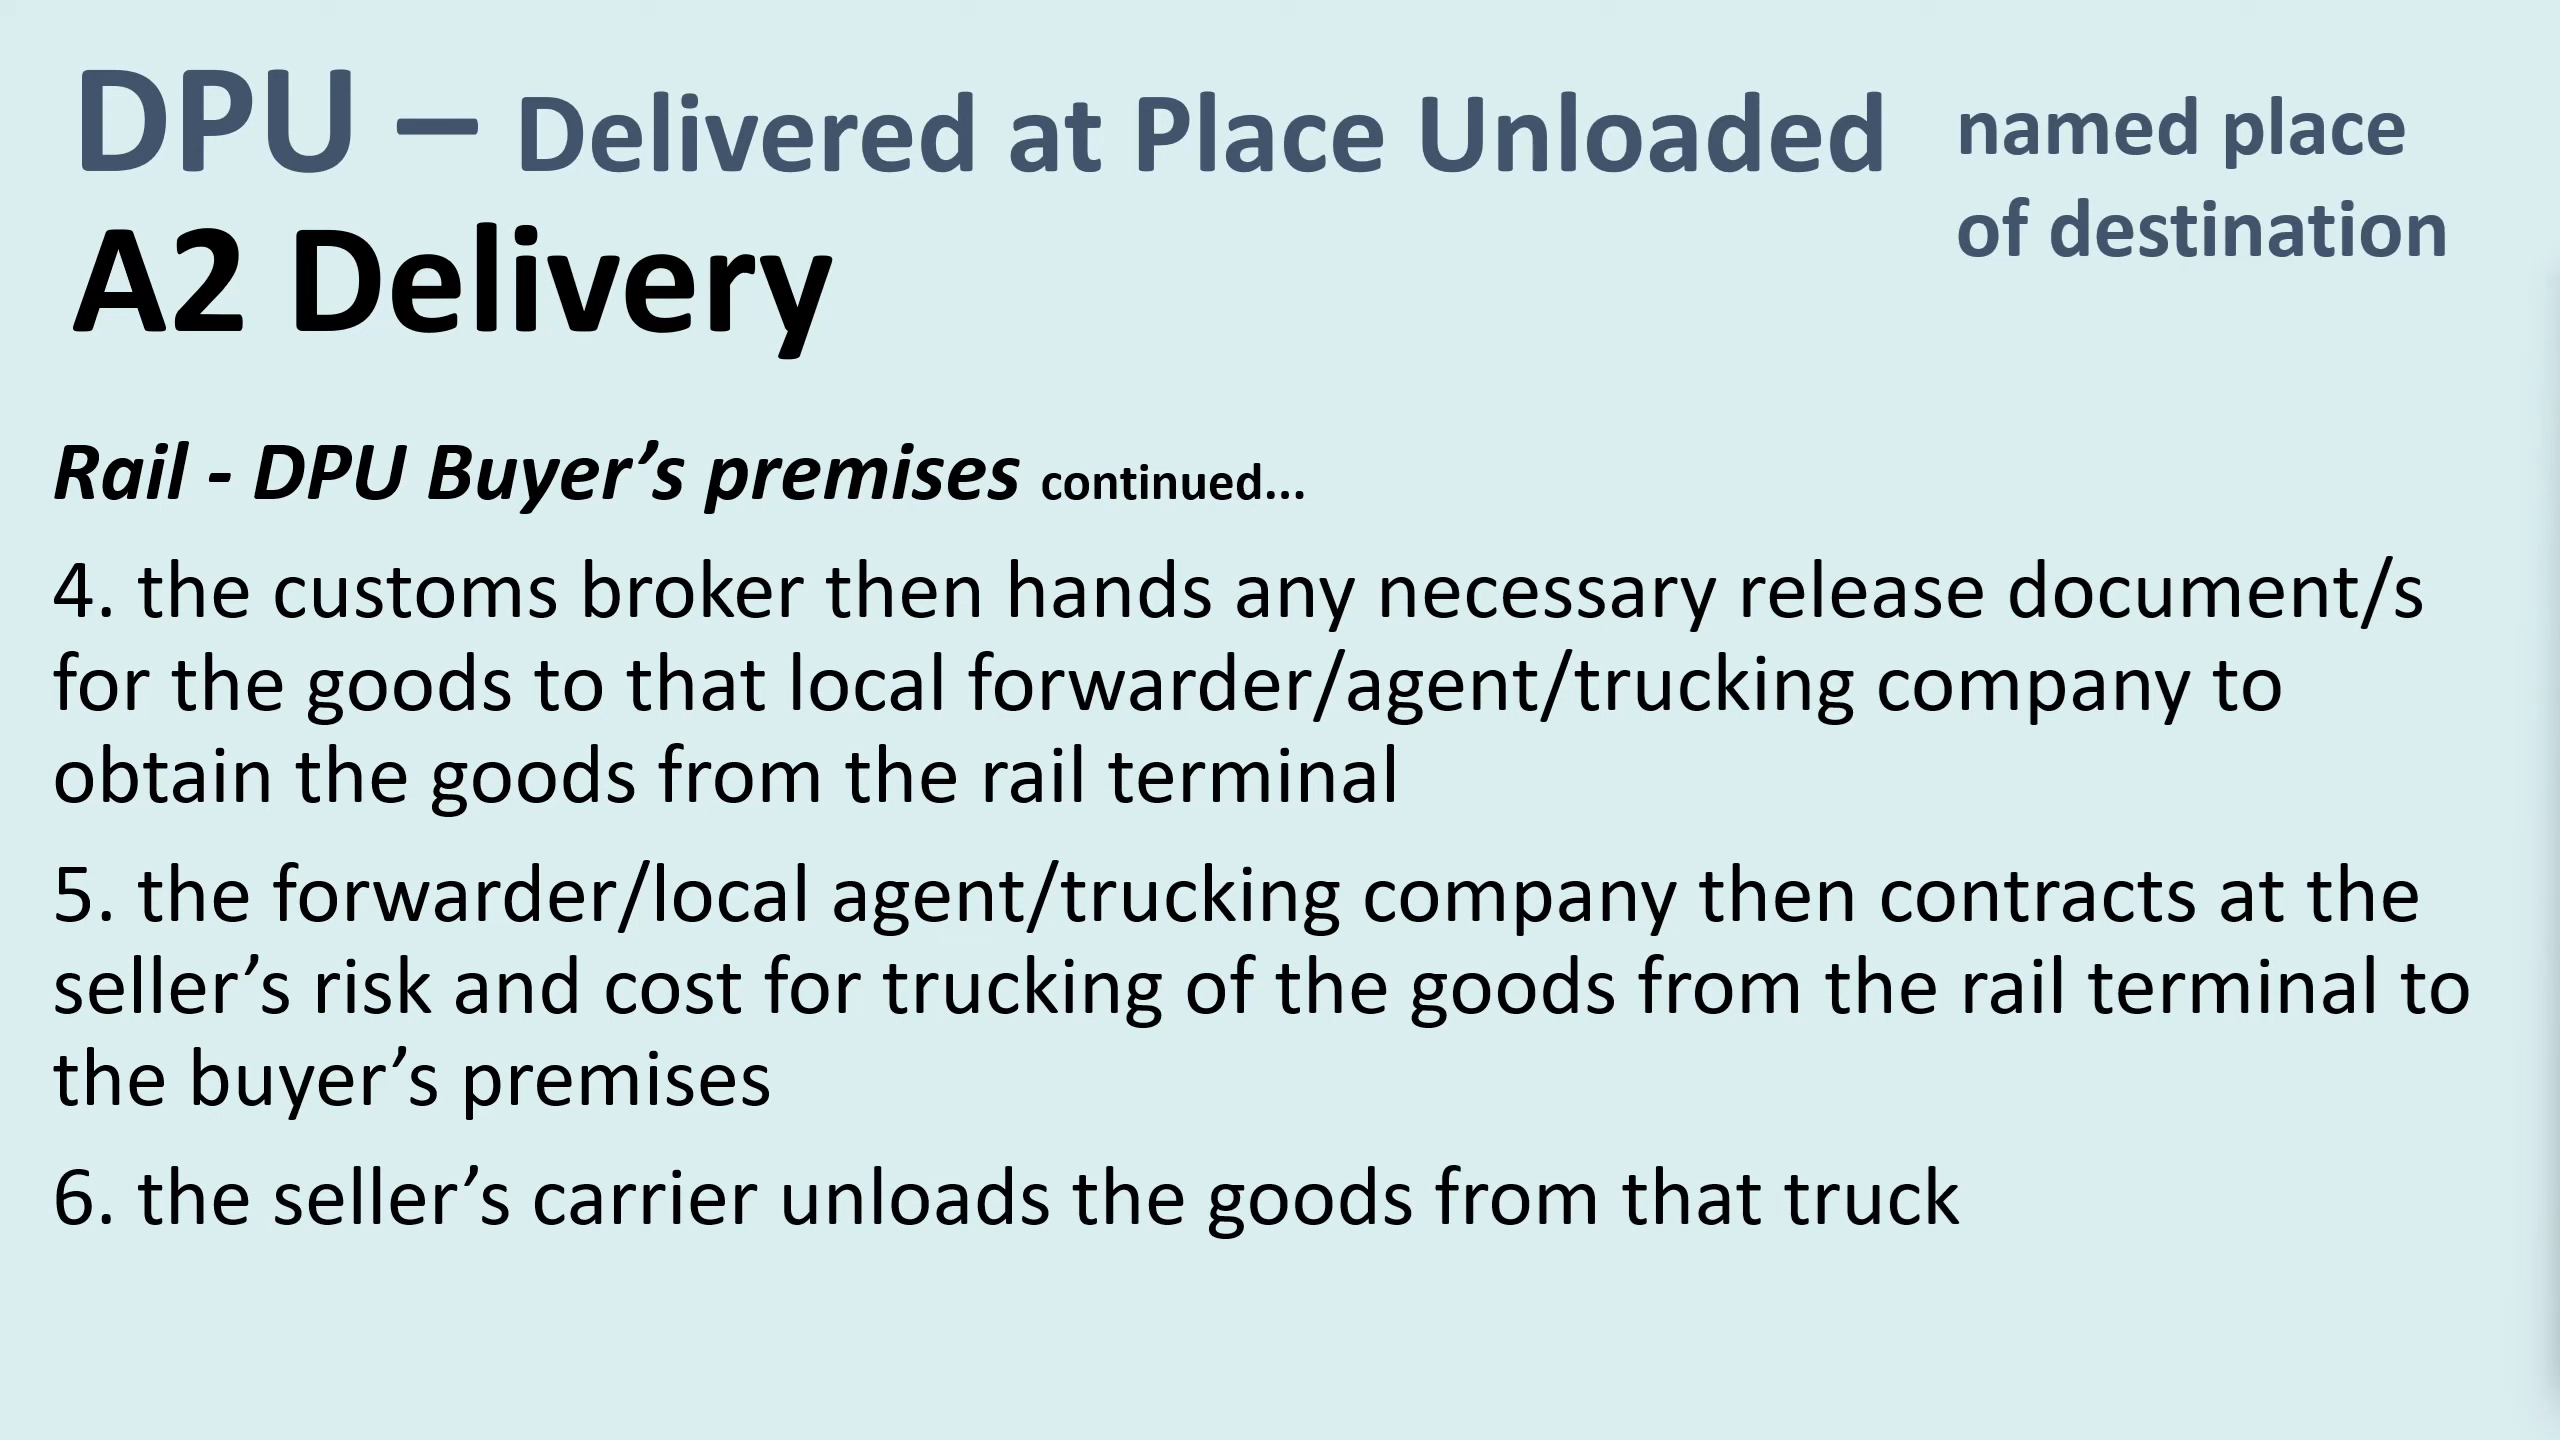 DPU – Delivered at Place Unloaded
named place
of destination
A2 Delivery
Rail - DPU Buyer’s premises continued...
4. the customs broker then hands any necessary release document/s
for the goods to that local forwarder/agent/trucking company to
obtain the goods from the rail terminal
5. the forwarder/local agent/trucking company then contracts at the
seller’s risk and cost for trucking of the goods from the rail terminal to
the buyer’s premises
6. the seller’s carrier unloads the goods from that truck